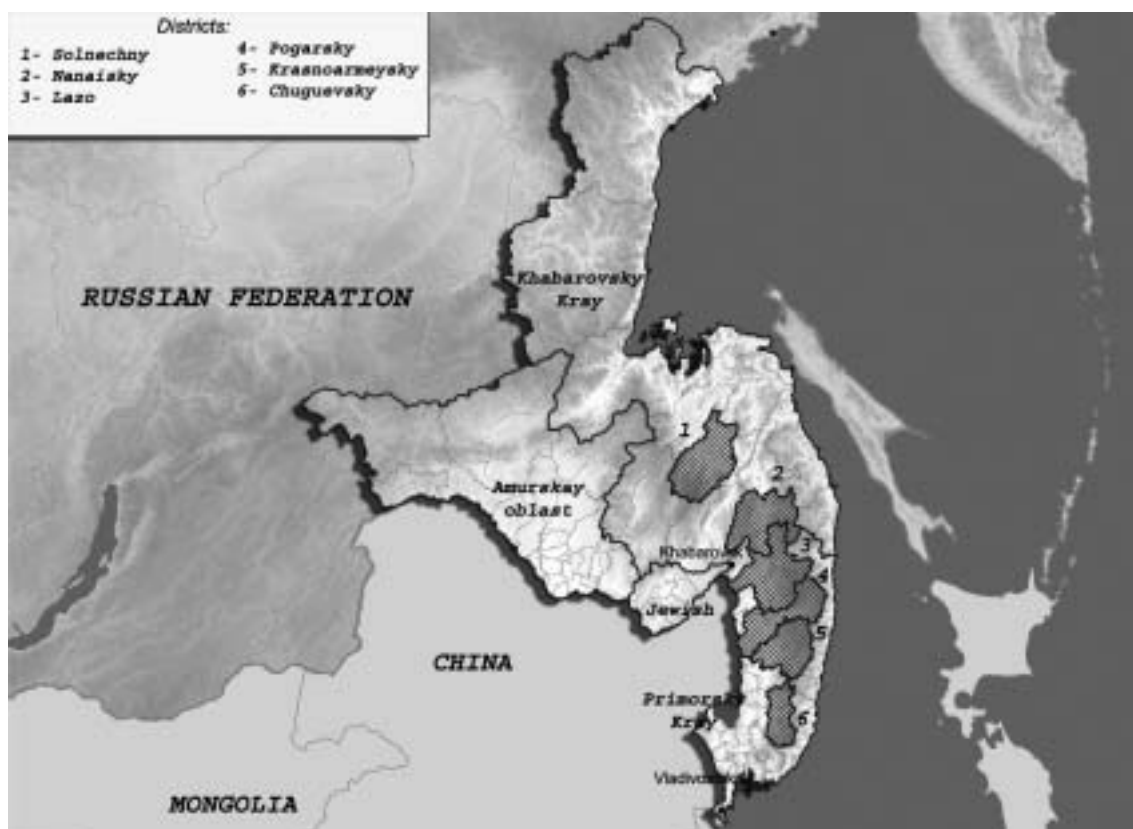 Districts:
1- Solnechny
2- Nanaisky
3- Lazo
4- Pogarsky
5- Krasnoarmeysky
6- Chuguevsky
Khabarovsky
Kray
RUSSIAN FEDERATION
1
2
Amurskay
oblast
3
4
Jewish
5
CHINA
Primorsky
Kray
6
MONGOLIA